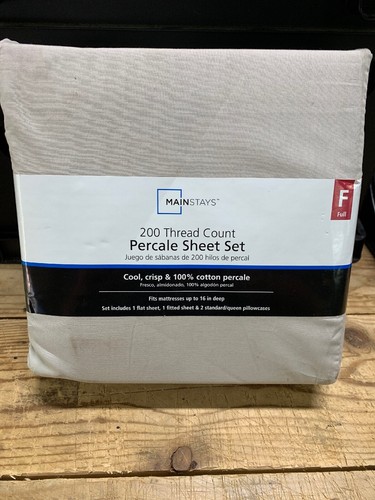 MAINSTAYS™
F
Full
200 Thread Count
Percale Sheet Set
Juego de sábanas de 200 hilos de percal
Cool, crisp & 100% cotton percale
Fresco, almidonado, 100% algodón percal
Fits mattresses up to 16 in deep
Set includes 1 flat sheet, 1 fitted sheet & 2 standard/queen pillowcases